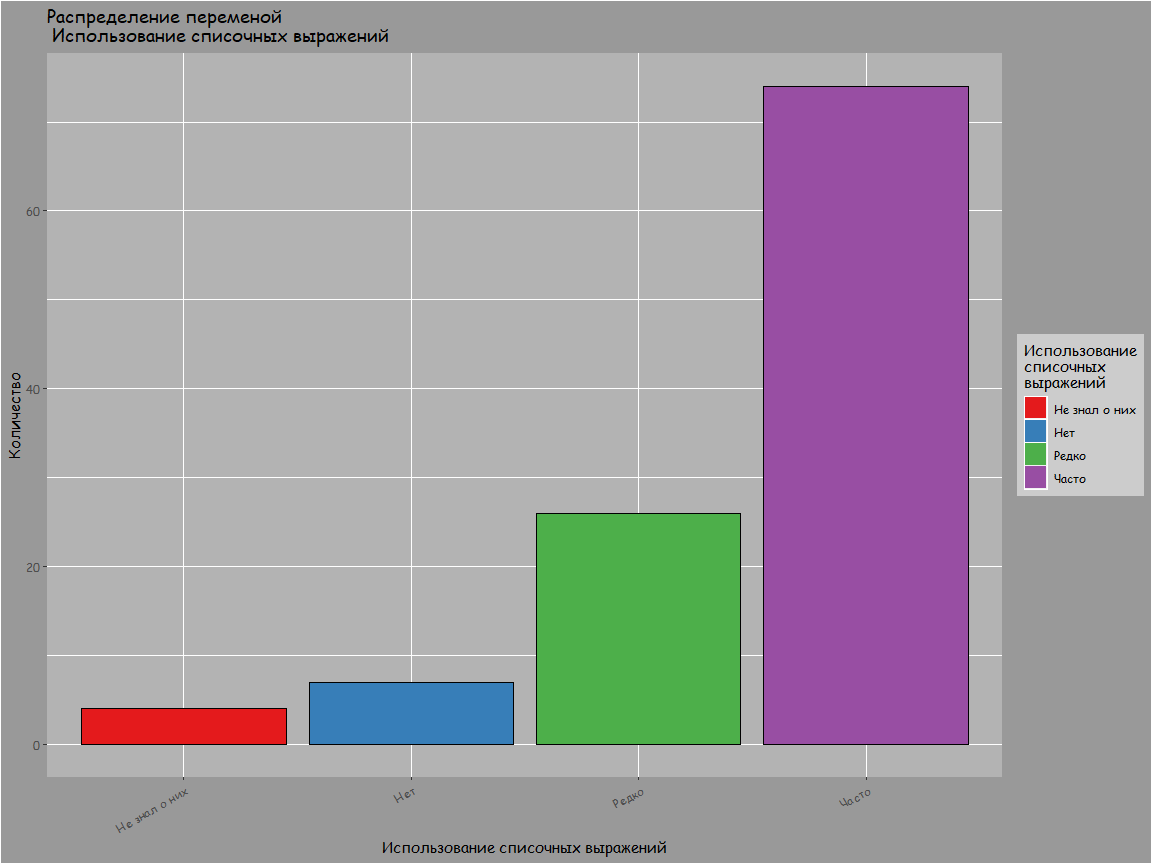 Распределение переменой
Использование списочных выражений
Количество
60
40
20
0
Не знал о них
Нет
Редко
Часто
Использование списочных выражений
Использование
списочных
выражений
Не знал о них
Нет
Редко
Часто